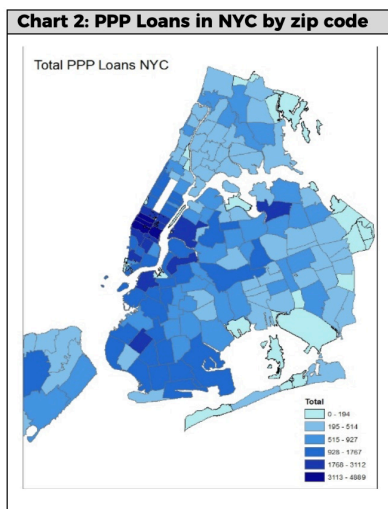 Chart 2: PPP Loans in NYC by zip code
Total PPP Loans NYC
Total
0 - 194
195 - 514
515 - 927
928 - 1767
1768 - 3112
3113 - 4889